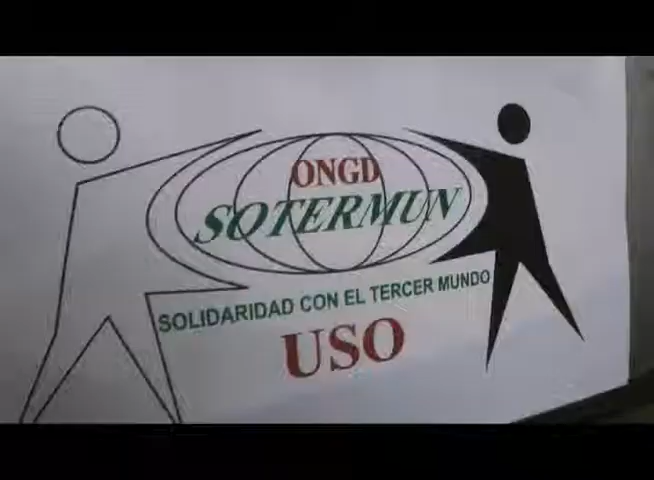 ONGD
SOTERMUN
SOLIDARIDAD CON EL TERCER MUNDO
USO